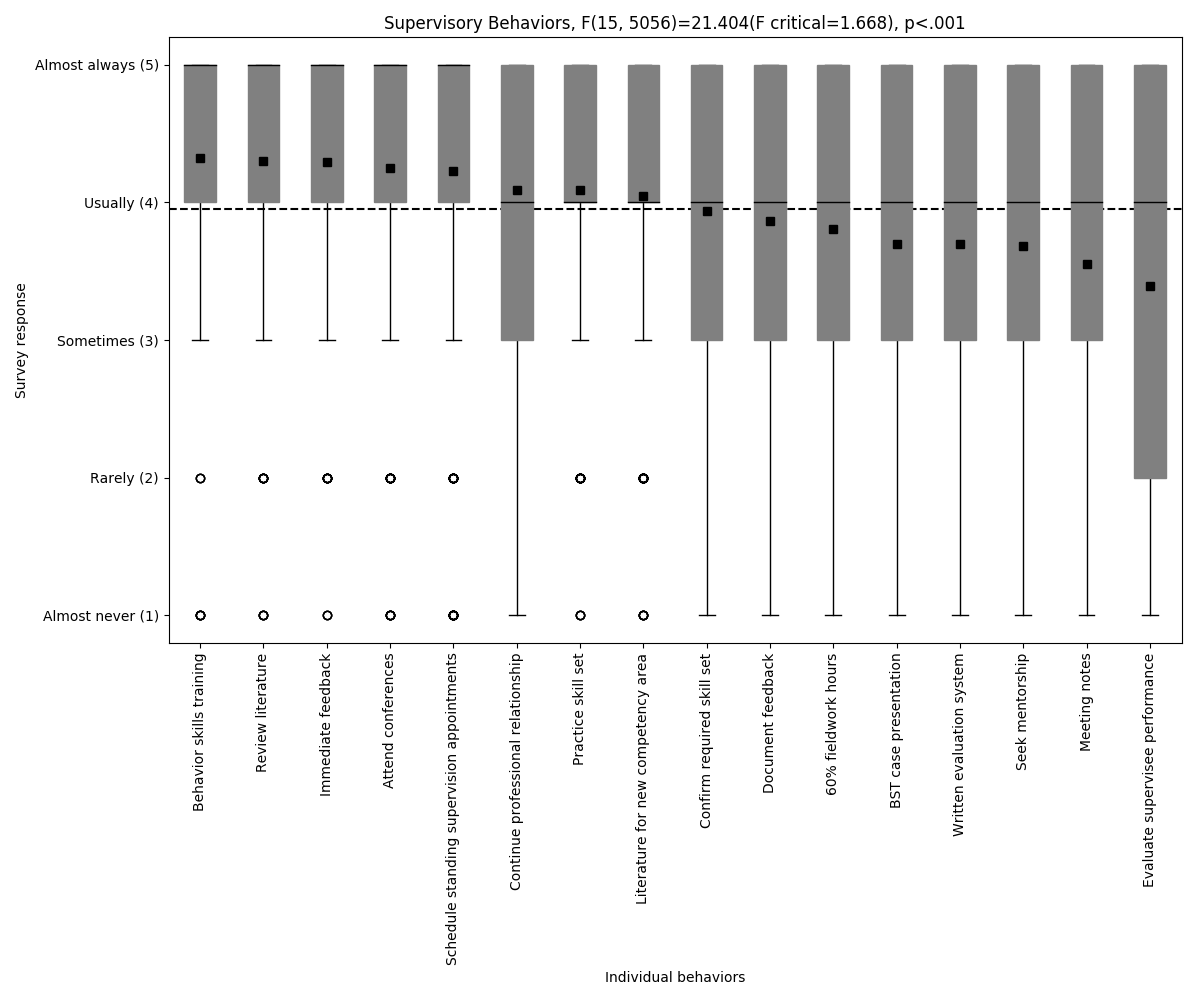 Supervisory Behaviors, F(15, 5056)=21.404(F critical=1.668), p<.001
Almost always (5)
Usually (4)
Sometimes (3)
Rarely (2)
Almost never (1)
Survey response
Behavior skills training
Review literature
Immediate feedback
Attend conferences
Schedule standing supervision appointments
Continue professional relationship
Practice skill set
Literature for new competency area
Confirm required skill set
Document feedback
60% fieldwork hours
BST case presentation
Written evaluation system
Seek mentorship
Meeting notes
Evaluate supervisee performance
Individual behaviors